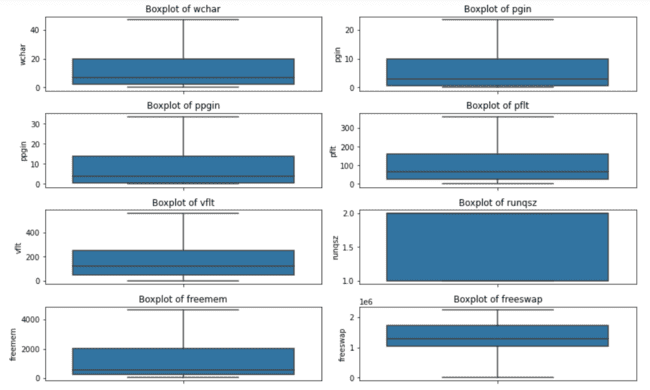 Boxplot of wchar
40
20
0
wchar
Boxplot of pgin
20
10
0
pgin
Boxplot of ppgin
30
20
10
0
ppgin
Boxplot of pflt
300
200
100
0
pflt
Boxplot of vflt
400
200
0
vflt
Boxplot of runqsz
2.0
1.5
1.0
runqsz
Boxplot of freemem
4000
2000
0
freemem
Boxplot of freeswap
1e6
2
1
0
freeswap